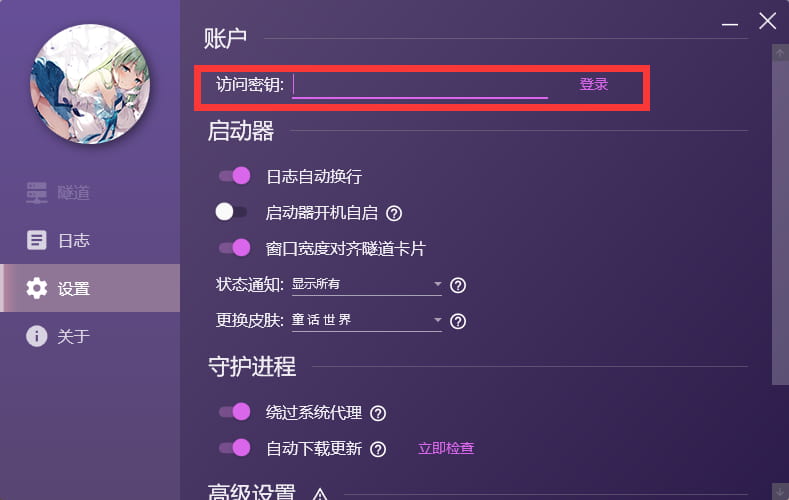 账户
访问密钥: 登录
启动器
隧道
日志自动换行
日志
启动器开机自启
窗口宽度对齐隧道卡片
设置
状态通知: 显示所有
更换皮肤: 童话世界
关于
守护进程
绕过系统代理
自动下载更新 立即检查
高级设置